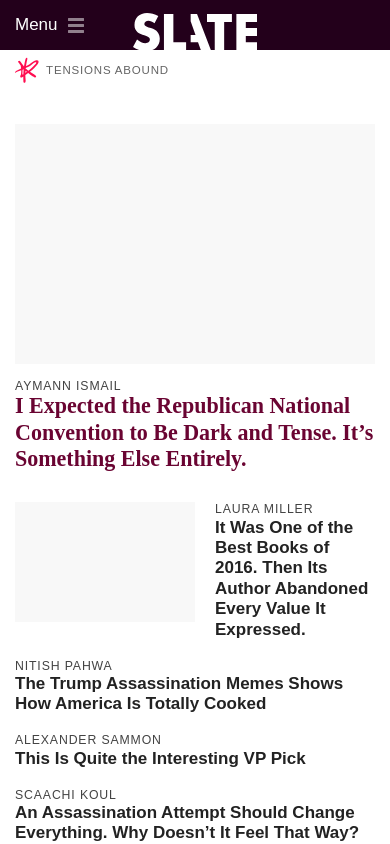 Menu
SLATE
TENSIONS ABOUND
AYMANN ISMAIL
I Expected the Republican National
Convention to Be Dark and Tense. It’s
Something Else Entirely.
LAURA MILLER
It Was One of the
Best Books of
2016. Then Its
Author Abandoned
Every Value It
Expressed.
NITISH PAHWA
The Trump Assassination Memes Shows
How America Is Totally Cooked
ALEXANDER SAMMON
This Is Quite the Interesting VP Pick
SCAACHI KOUL
An Assassination Attempt Should Change
Everything. Why Doesn’t It Feel That Way?